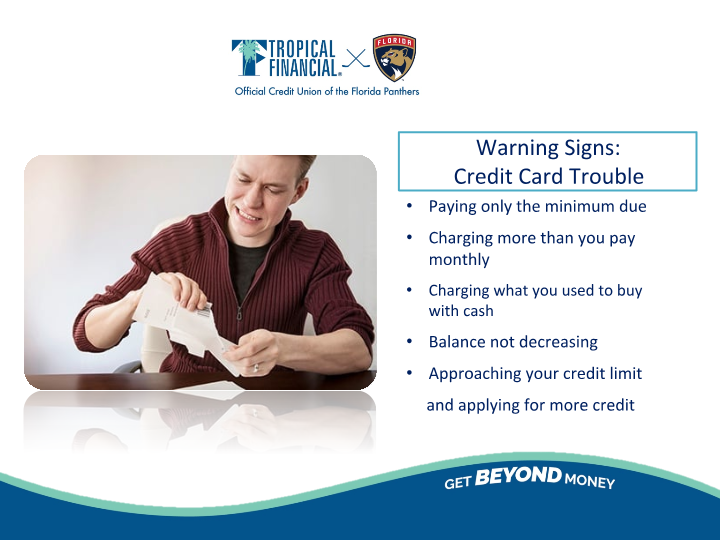 TROPICAL
FINANCIAL®
FLORIDA
Official Credit Union of the Florida Panthers
Warning Signs:
Credit Card Trouble
• Paying only the minimum due
• Charging more than you pay
monthly
• Charging what you used to buy
with cash
• Balance not decreasing
• Approaching your credit limit
and applying for more credit
GET BEYOND MONEY